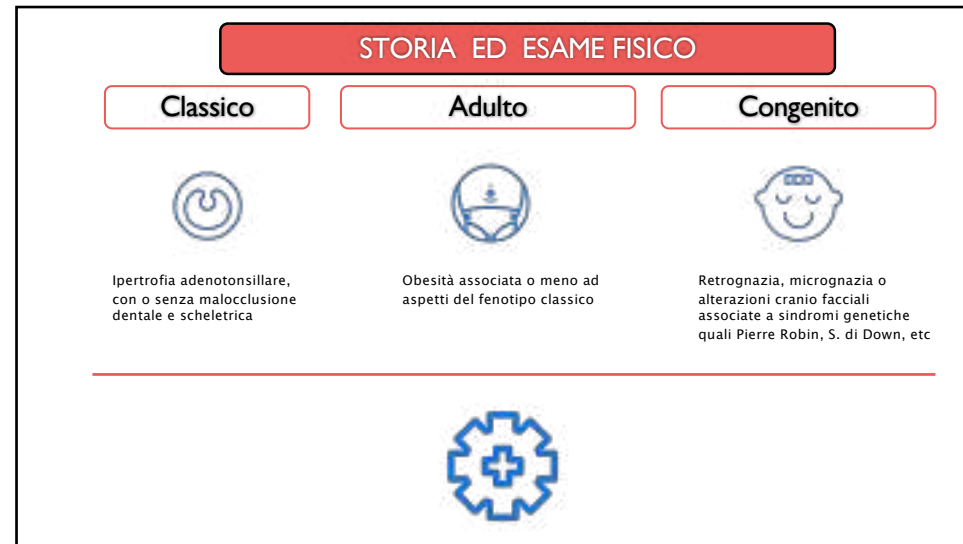 STORIA ED ESAME FISICO
Classico
Adulto
Congenito
Ipertrofia adenotonsillare,
con o senza malocclusione
dentale e scheletrica
Obesità associata o meno ad
aspetti del fenotipo classico
Retrognazia, micrognazia o
alterazioni cranio facciali
associate a sindromi genetiche
quali Pierre Robin, S. di Down, etc